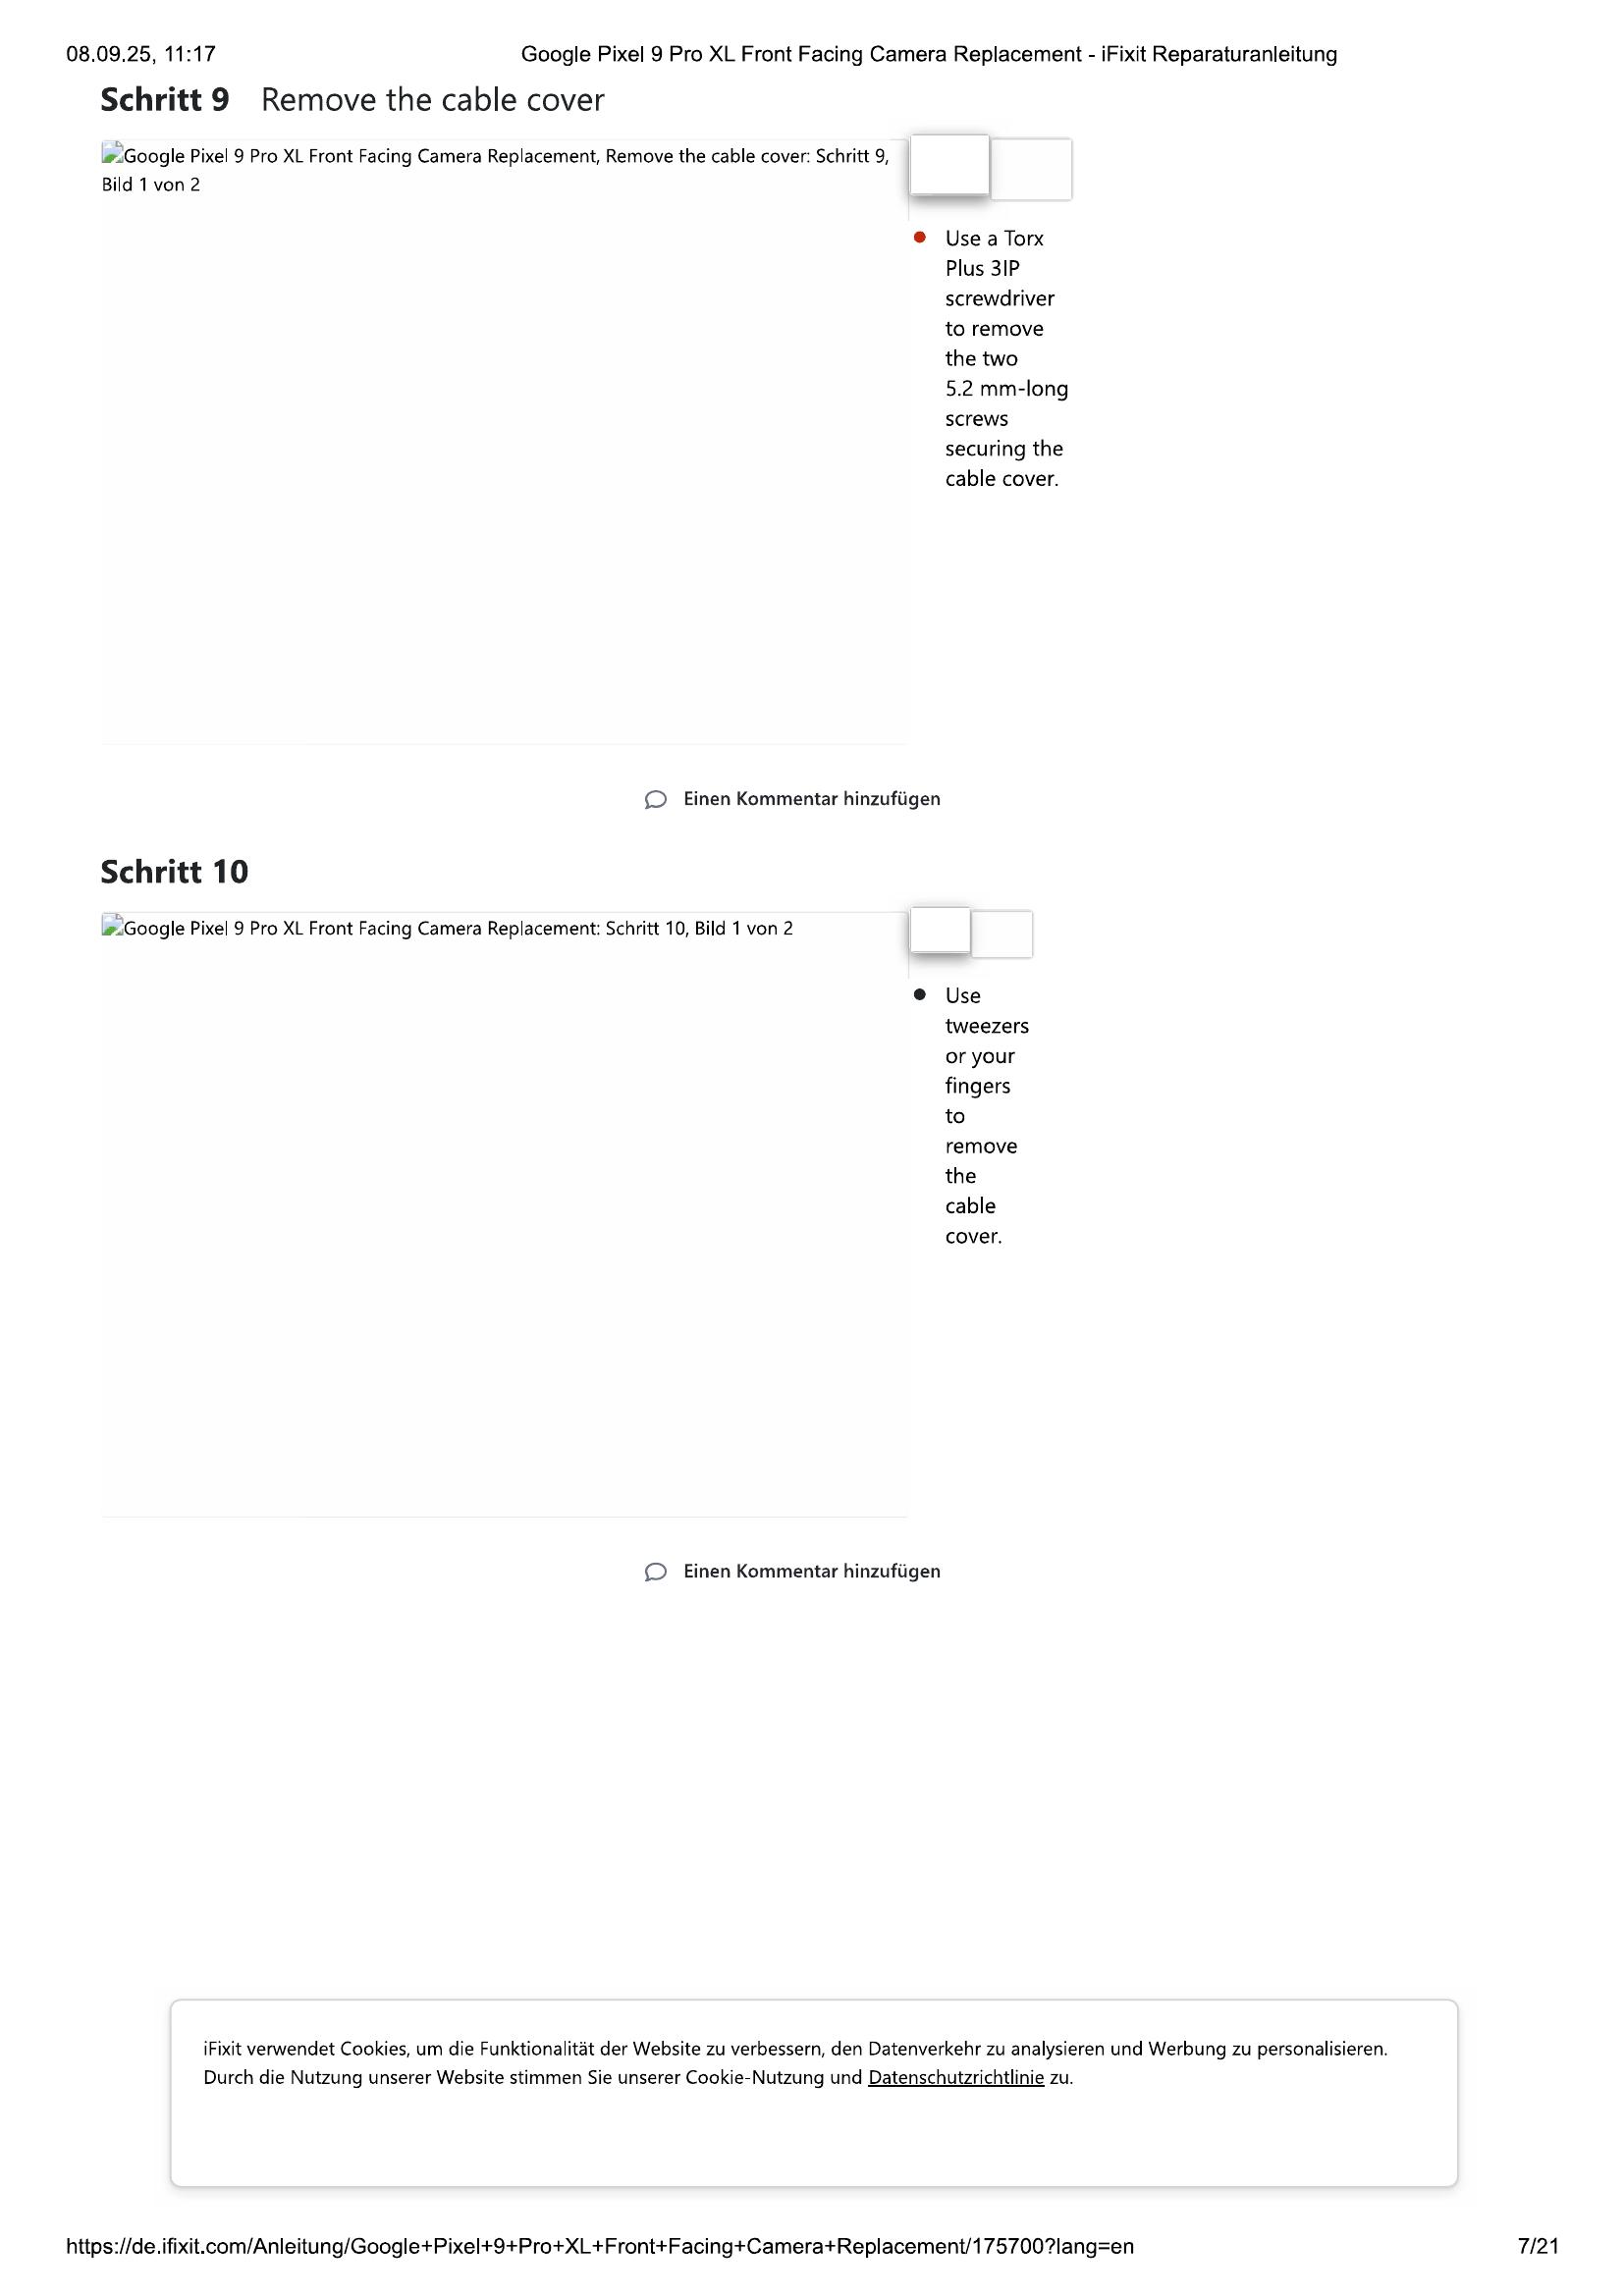 08.09.25, 11:17
Google Pixel 9 Pro XL Front Facing Camera Replacement - iFixit Reparaturanleitung
Schritt 9 Remove the cable cover
Google Pixel 9 Pro XL Front Facing Camera Replacement, Remove the cable cover: Schritt 9,
Bild 1 von 2
Use a Torx
Plus 3IP
screwdriver
to remove
the two
5.2 mm-long
screws
securing the
cable cover.
Einen Kommentar hinzufügen
Schritt 10
Google Pixel 9 Pro XL Front Facing Camera Replacement: Schritt 10, Bild 1 von 2
Use
tweezers
or your
fingers
to
remove
the
cable
cover.
Einen Kommentar hinzufügen
iFixit verwendet Cookies, um die Funktionalität der Website zu verbessern, den Datenverkehr zu analysieren und Werbung zu personalisieren.
Durch die Nutzung unserer Website stimmen Sie unserer Cookie-Nutzung und Datenschutzrichtlinie zu.
https://de.ifixit.com/Anleitung/Google+Pixel+9+Pro+XL+Front+Facing+Camera+Replacement/175700?lang=en
7/21